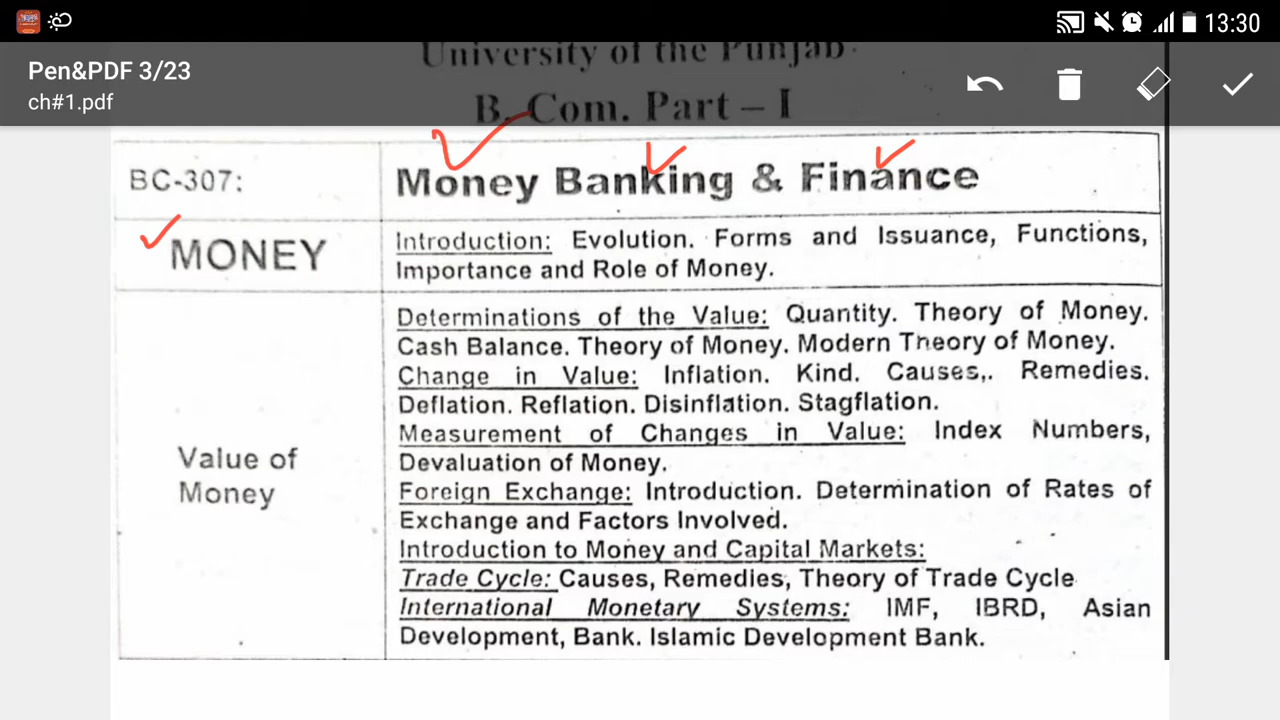 13:30
Pen&PDF 3/23
ch#1.pdf
University of the Punjab
B. Com. Part – I
BC-307:
Money Banking & Finance
MONEY
Introduction: Evolution. Forms and Issuance, Functions,
Importance and Role of Money.
Value of
Money
Determinations of the Value: Quantity. Theory of Money.
Cash Balance. Theory of Money. Modern Theory of Money.
Change in Value: Inflation. Kind. Causes,. Remedies.
Deflation. Reflation. Disinflation. Stagflation.
Measurement of Changes in Value: Index Numbers,
Devaluation of Money.
Foreign Exchange: Introduction. Determination of Rates of
Exchange and Factors Involved.
Introduction to Money and Capital Markets:
Trade Cycle: Causes, Remedies, Theory of Trade Cycle
International Monetary Systems: IMF, IBRD, Asian
Development, Bank. Islamic Development Bank.